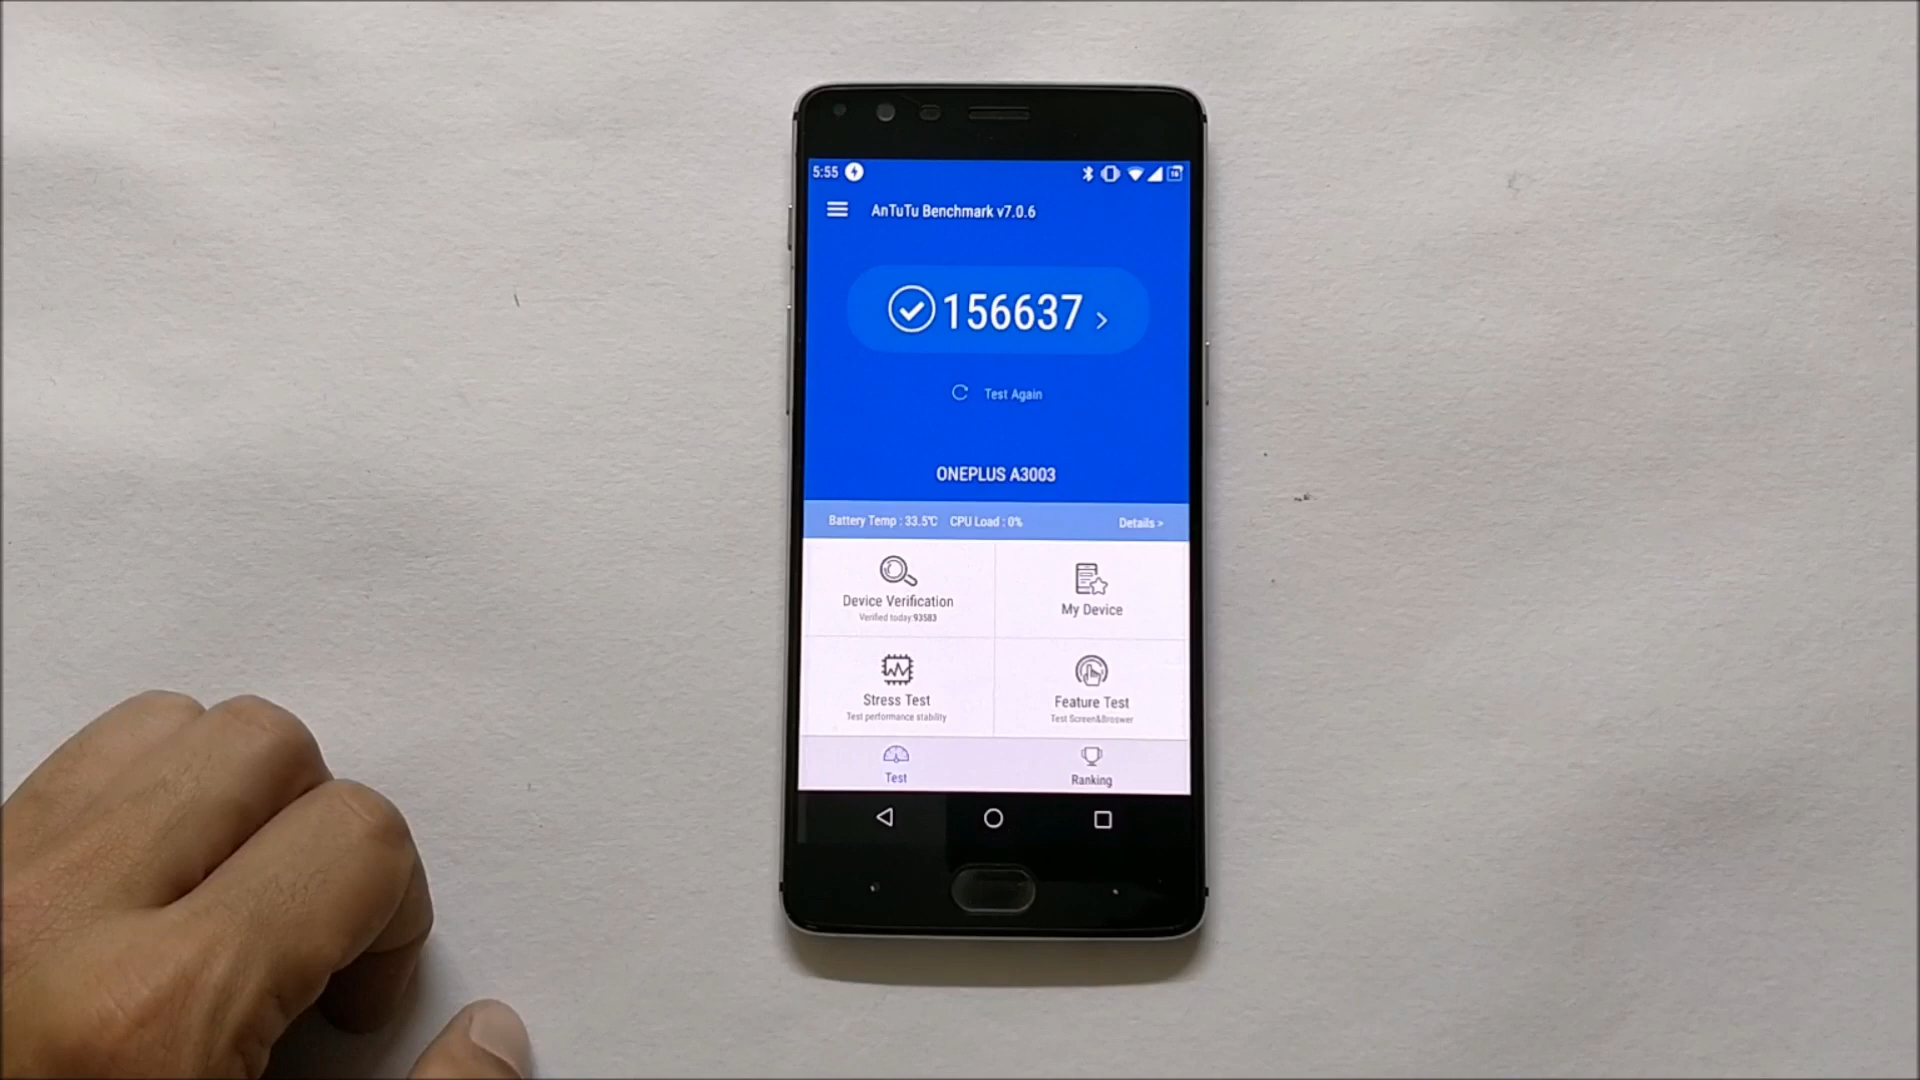 5:55
AnTuTu Benchmark v7.0.6
156637 >
Test Again
ONEPLUS A3003
Battery Temp : 33.5℃ CPU Load : 0% Details >
Device Verification
Verified today 93583
My Device
Stress Test
Test performance stability
Feature Test
Test Screen&Broswer
Test
Ranking